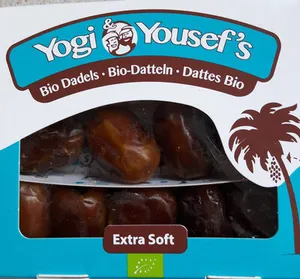 Yogi & Yousef's
Bio Dadels · Bio-Datteln · Dattes Bio
Extra Soft